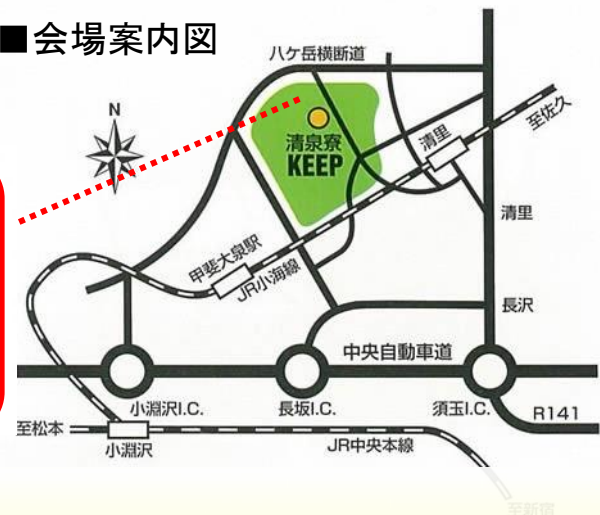 ■会場案内図
八ケ岳横断道
N
至佐久
清里
清泉寮
KEEP
清里
甲斐大泉駅
JR小海線
長沢
中央自動車道
小淵沢I.C.
長坂I.C.
須玉I.C.
R141
至松本
小淵沢
JR中央本線
至新宿